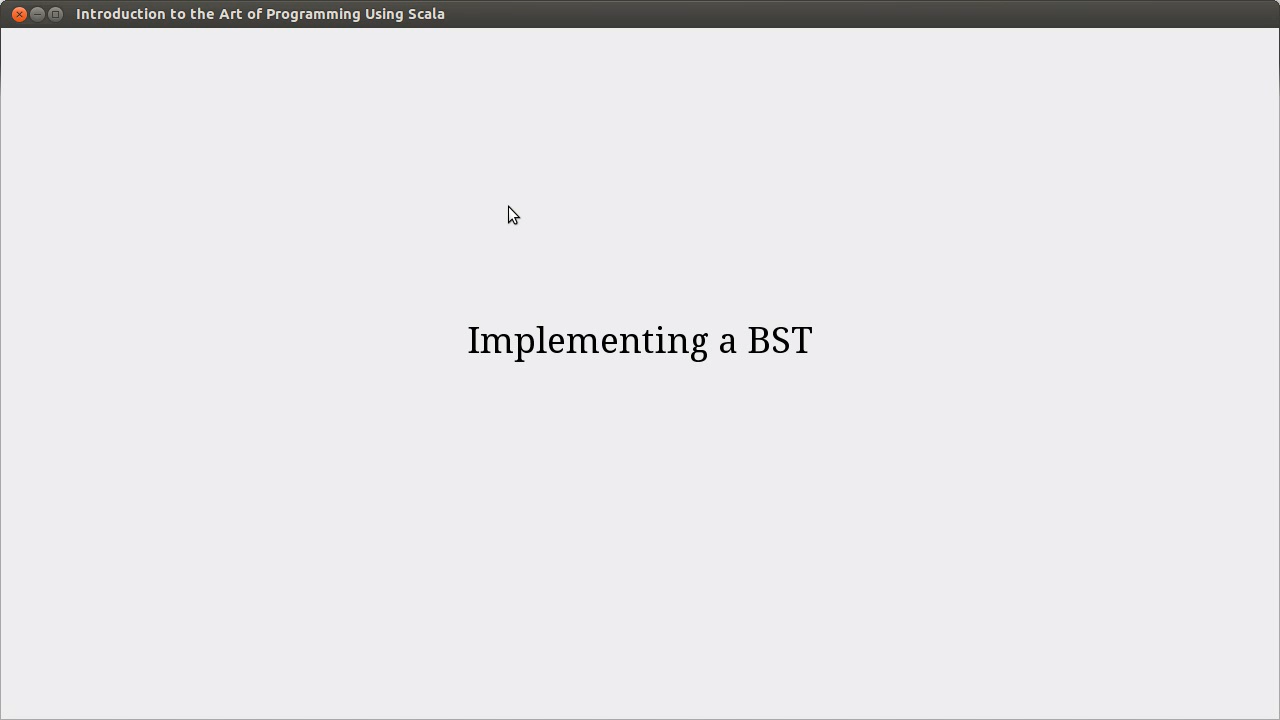 Introduction to the Art of Programming Using Scala
Implementing a BST